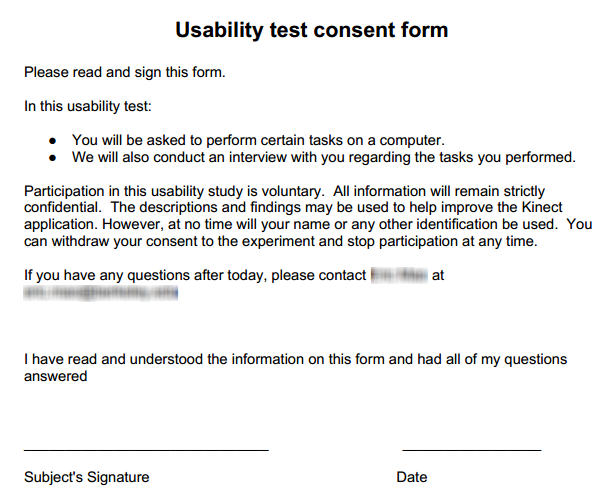 Usability test consent form
Please read and sign this form.
In this usability test:
● You will be asked to perform certain tasks on a computer.
● We will also conduct an interview with you regarding the tasks you performed.
Participation in this usability study is voluntary.  All information will remain strictly
confidential.  The descriptions and findings may be used to help improve the Kinect
application. However, at no time will your name or any other identification be used.  You
can withdraw your consent to the experiment and stop participation at any time.
If you have any questions after today, please contact at
I have read and understood the information on this form and had all of my questions
answered
Subject's Signature Date